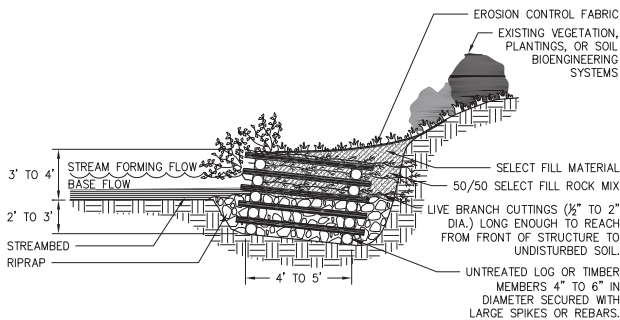 EROSION CONTROL FABRIC
EXISTING VEGETATION,
PLANTINGS, OR SOIL
BIOENGINEERING
SYSTEMS
3' TO 4'
STREAM FORMING FLOW
BASE FLOW
2' TO 3'
STREAMBED
RIPRAP
4' TO 5'
SELECT FILL MATERIAL
50/50 SELECT FILL ROCK MIX
LIVE BRANCH CUTTINGS (½" TO 2"
DIA.) LONG ENOUGH TO REACH
FROM FRONT OF STRUCTURE TO
UNDISTURBED SOIL.
UNTREATED LOG OR TIMBER
MEMBERS 4" TO 6" IN
DIAMETER SECURED WITH
LARGE SPIKES OR REBARS.